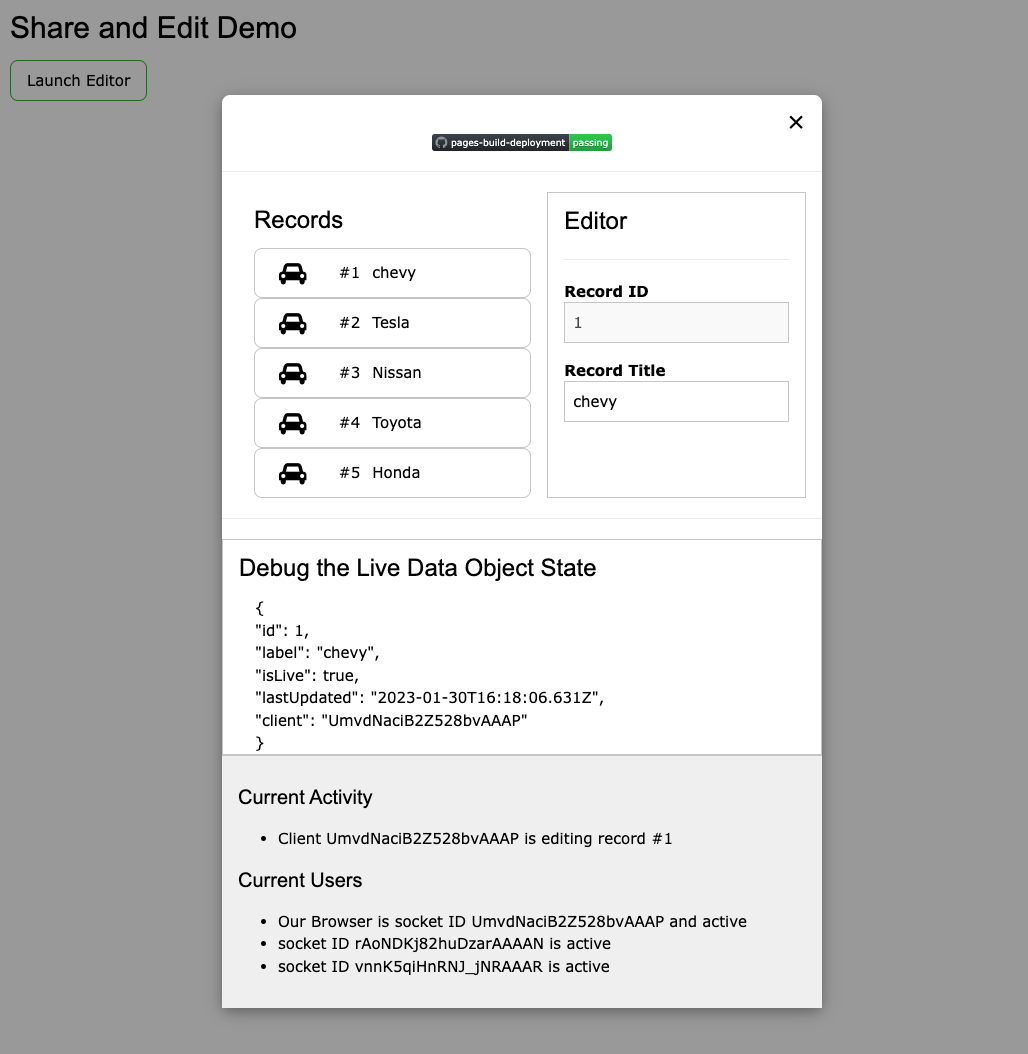 Share and Edit Demo
Launch Editor
pages-build-deployment passing
Records
#1 chevy
#2 Tesla
#3 Nissan
#4 Toyota
#5 Honda
Editor
Record ID
1
Record Title
chevy
Debug the Live Data Object State
{
"id": 1,
"label": "chevy",
"isLive": true,
"lastUpdated": "2023-01-30T16:18:06.631Z",
"client": "UmvdNaciB2Z528bvAAAP"
}
Current Activity
• Client UmvdNaciB2Z528bvAAAP is editing record #1
Current Users
• Our Browser is socket ID UmvdNaciB2Z528bvAAAP and active
• socket ID rAoNDKj82huDzarAAAAN is active
• socket ID vnnK5qiHnRNJ_jNRAAAR is active